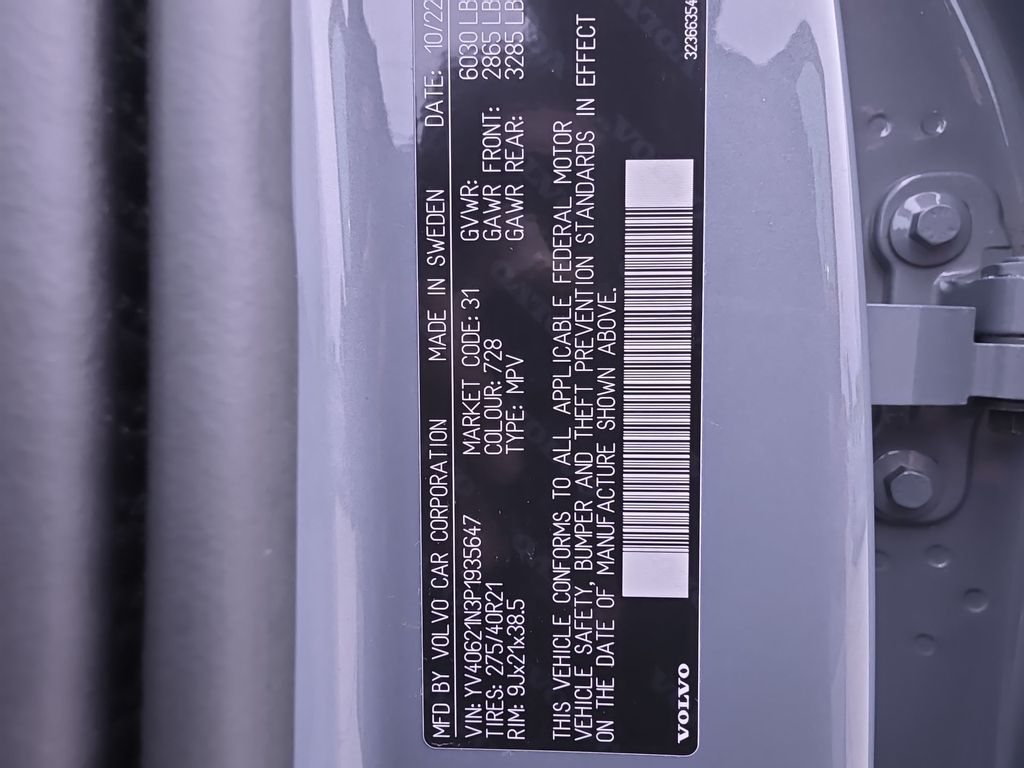 MFD BY VOLVO CAR CORPORATION MADE IN SWEDEN DATE: 10/22
VIN: YV40621N3P1935647 MARKET CODE: 31 GVWR: 6030 LB
TIRES: 275/40R21 COLOUR: 728 GAWR FRONT: 2865 LB
RIM: 9Jx21x38.5 TYPE: MPV GAWR REAR: 3285 LB
THIS VEHICLE CONFORMS TO ALL APPLICABLE FEDERAL MOTOR
VEHICLE SAFETY, BUMPER AND THEFT PREVENTION STANDARDS IN EFFECT
ON THE DATE OF MANUFACTURE SHOWN ABOVE.
VOLVO 3236635